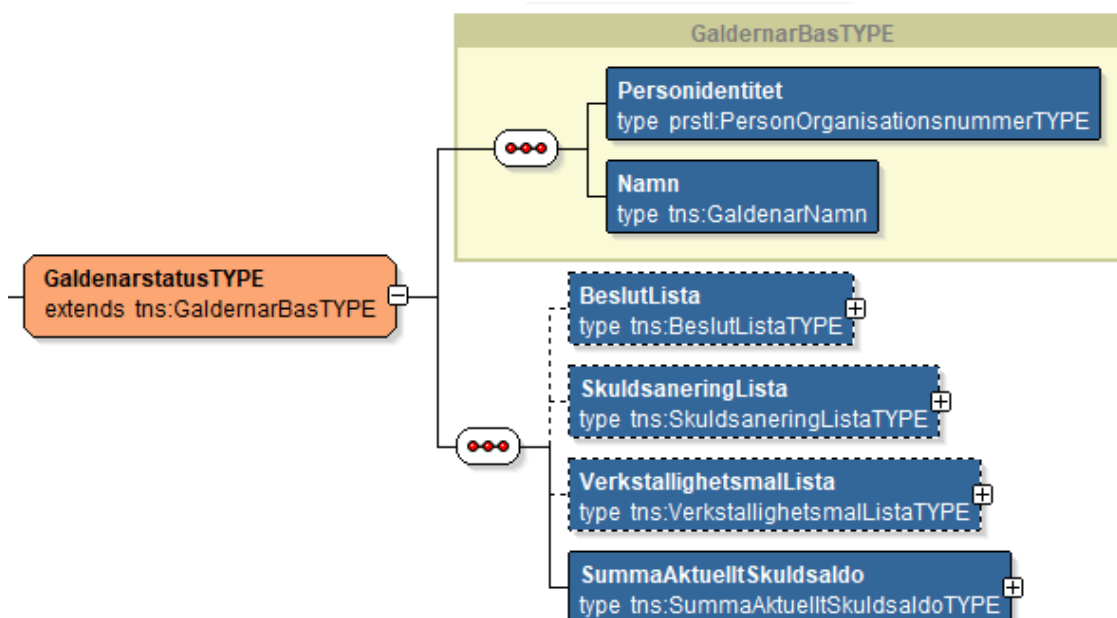 GaldernarBasTYPE
Personidentitet
type prstl:PersonOrganisationsnummerTYPE
Namn
type tns:GaldenarNamn
GaldenarstatusTYPE
extends tns:GaldernarBasTYPE
BeslutLista
type tns:BeslutListaTYPE
SkuldsaneringLista
type tns:SkuldsaneringListaTYPE
VerkstallighetsmalLista
type tns:VerkstallighetsmalListaTYPE
SummaAktuelltSkuldsaldo
type tns:SummaAktuelltSkuldsaldoTYPE